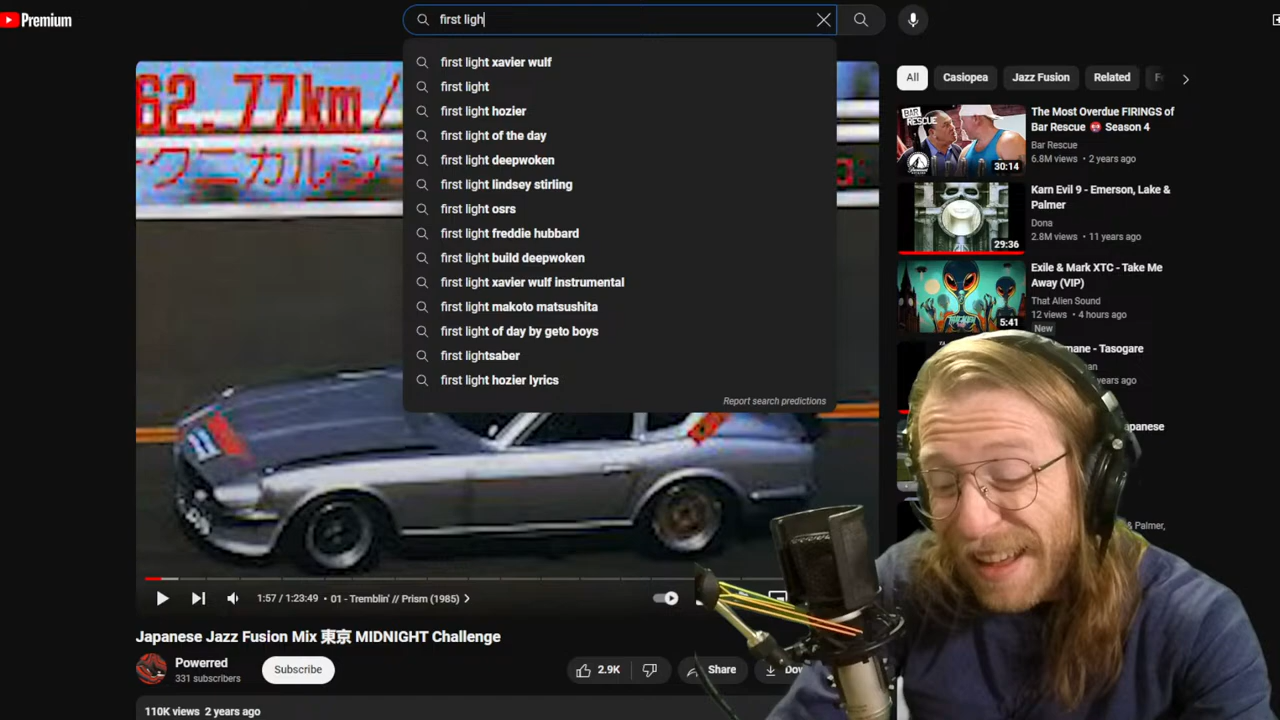 Premium
first ligh
first light xavier wulf
first light
first light hozier
first light of the day
first light deepwoken
first light lindsey stirling
first light osrs
first light freddie hubbard
first light build deepwoken
first light xavier wulf instrumental
first light makoto matsushita
first light of day by geto boys
first lightsaber
first light hozier lyrics
Report search predictions
62.77km/
クニカルシ
1:57 / 1:23:49 • 01 - Tremblin' // Prism (1985)
Japanese Jazz Fusion Mix 東京 MIDNIGHT Challenge
Powerred
331 subscribers
Subscribe
2.9K
Share
Dow
110K views 2 years ago
All
Casiopea
Jazz Fusion
Related
BAR RESCUE
30:14
The Most Overdue FIRINGS of
Bar Rescue Season 4
Bar Rescue
6.8M views • 2 years ago
29:36
Karn Evil 9 - Emerson, Lake &
Palmer
Dona
2.8M views • 11 years ago
5:41
Exile & Mark XTC - Take Me
Away (VIP)
That Alien Sound
12 views • 4 hours ago
New
mane - Tasogare
an
years ago
apanese
& Palmer,